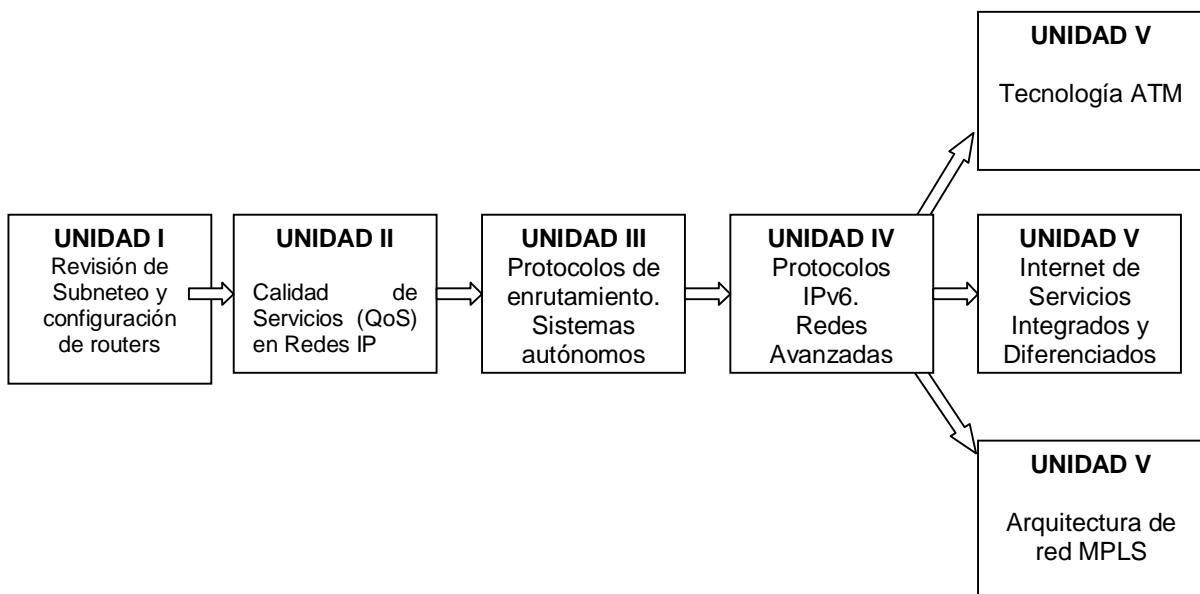 UNIDAD V
Tecnología ATM
UNIDAD I
Revisión de
Subneteo y
configuración
de routers
UNIDAD II
Calidad de
Servicios (QoS)
en Redes IP
UNIDAD III
Protocolos de
enrutamiento.
Sistemas
autónomos
UNIDAD IV
Protocolos
IPv6.
Redes
Avanzadas
UNIDAD V
Internet de
Servicios
Integrados y
Diferenciados
UNIDAD V
Arquitectura de
red MPLS